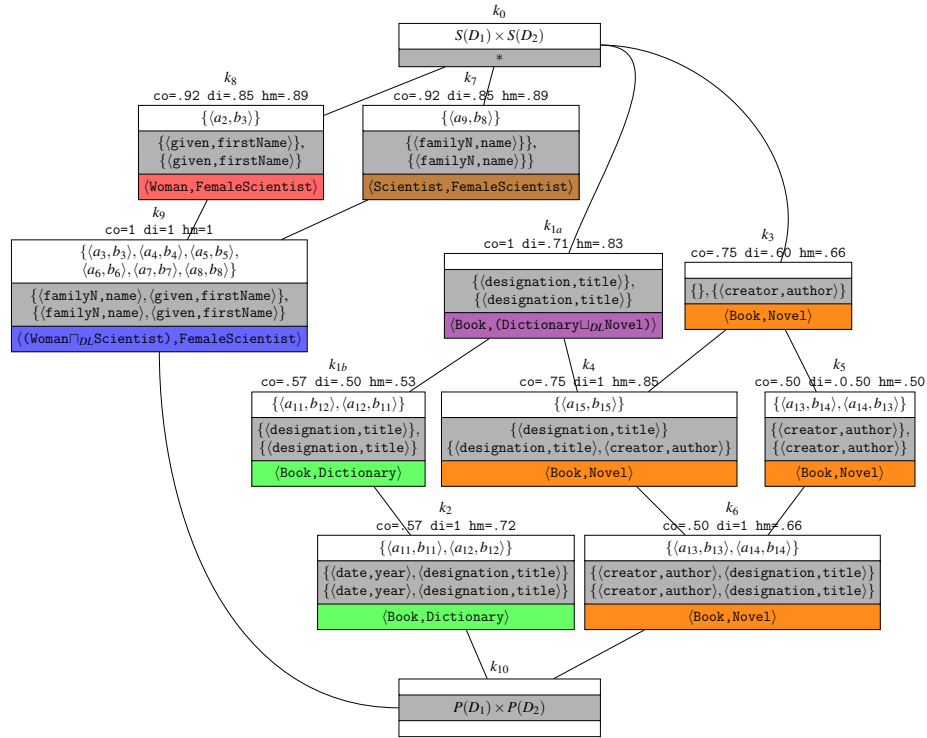 k0
S(D1) × S(D2)
*
k8
co=.92 di=.85 hm=.89
{⟨a2,b3⟩}
{⟨given,firstName⟩},
{⟨given,firstName⟩}
⟨Woman,FemaleScientist⟩
k7
co=.92 di=.85 hm=.89
{⟨a9,b8⟩}
{⟨familyN,name⟩}},
{⟨familyN,name⟩}}
⟨Scientist,FemaleScientist⟩
k9
co=1 di=1 hm=1
{⟨a3,b3⟩,⟨a4,b4⟩,⟨a5,b5⟩,
⟨a6,b6⟩,⟨a7,b7⟩,⟨a8,b8⟩}
{⟨familyN,name⟩,⟨given,firstName⟩},
{⟨familyN,name⟩,⟨given,firstName⟩}
⟨(Woman⊓DLScientist),FemaleScientist⟩
k1a
co=1 di=.71 hm=.83
{⟨designation,title⟩},
{⟨designation,title⟩}
⟨Book,(Dictionary⊔DLNovel)⟩
k3
co=.75 di=.60 hm=.66
{},{⟨creator,author⟩}
⟨Book,Novel⟩
k1b
co=.57 di=.50 hm=.53
{⟨a11,b12⟩,⟨a12,b11⟩}
{⟨designation,title⟩},
{⟨designation,title⟩}
⟨Book,Dictionary⟩
k4
co=.75 di=1 hm=.85
{⟨a15,b15⟩}
{⟨designation,title⟩}
{⟨designation,title⟩,⟨creator,author⟩}
⟨Book,Novel⟩
k5
co=.50 di=.0.50 hm=.50
{⟨a13,b14⟩,⟨a14,b13⟩}
{⟨creator,author⟩},
{⟨creator,author⟩}
⟨Book,Novel⟩
k2
co=.57 di=1 hm=.72
{⟨a11,b11⟩,⟨a12,b12⟩}
{⟨date,year⟩,⟨designation,title⟩}
{⟨date,year⟩,⟨designation,title⟩}
⟨Book,Dictionary⟩
k6
co=.50 di=1 hm=.66
{⟨a13,b13⟩,⟨a14,b14⟩}
{⟨creator,author⟩,⟨designation,title⟩}
{⟨creator,author⟩,⟨designation,title⟩}
⟨Book,Novel⟩
k10
P(D1) × P(D2)